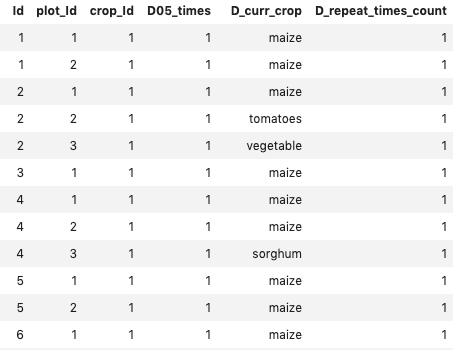 Id plot_Id crop_Id D05_times D_curr_crop D_repeat_times_count
1 1 1 1 maize 1
1 2 1 1 maize 1
2 1 1 1 maize 1
2 2 1 1 tomatoes 1
2 3 1 1 vegetable 1
3 1 1 1 maize 1
4 1 1 1 maize 1
4 2 1 1 maize 1
4 3 1 1 sorghum 1
5 1 1 1 maize 1
5 2 1 1 maize 1
6 1 1 1 maize 1